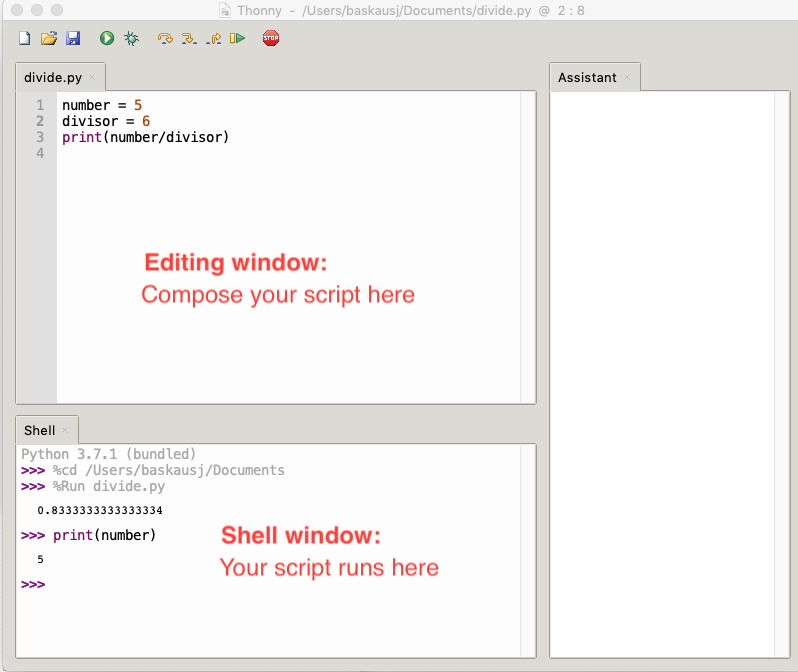 Thonny - /Users/baskausj/Documents/divide.py @ 2 : 8
STOP
divide.py ×
1 number = 5
2 divisor = 6
3 print(number/divisor)
4
Editing window:
Compose your script here
Assistant ×
Shell ×
Python 3.7.1 (bundled)
>>> %cd /Users/baskausj/Documents
>>> %Run divide.py
0.8333333333333334
>>> print(number)
5
>>>
Shell window:
Your script runs here